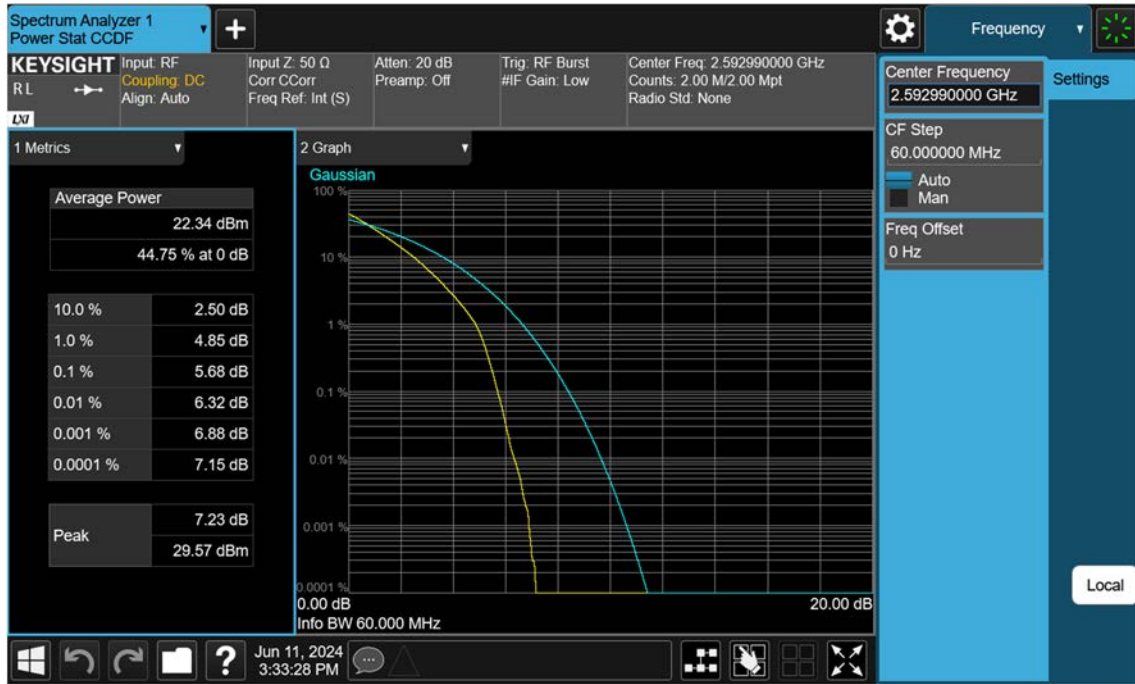 Spectrum Analyzer 1
Power Stat CCDF
+
Frequency
KEYSIGHT
RL
LXI
Input: RF
Coupling: DC
Align: Auto
Input Z: 50 Ω
Corr CCorr
Freq Ref: Int (S)
Atten: 20 dB
Preamp: Off
Trig: RF Burst
#IF Gain: Low
Center Freq: 2.592990000 GHz
Counts: 2.00 M/2.00 Mpt
Radio Std: None
Center Frequency
2.592990000 GHz
Settings
CF Step
60.000000 MHz
Auto
Man
Freq Offset
0 Hz
Local
1 Metrics
Average Power
22.34 dBm
44.75 % at 0 dB
10.0 % 2.50 dB
1.0 % 4.85 dB
0.1 % 5.68 dB
0.01 % 6.32 dB
0.001 % 6.88 dB
0.0001 % 7.15 dB
Peak
7.23 dB
29.57 dBm
2 Graph
Gaussian
100 %
10 %
1 %
0.1 %
0.01 %
0.001 %
0.0001 %
0.00 dB 20.00 dB
Info BW 60.000 MHz
?
Jun 11, 2024
3:33:28 PM